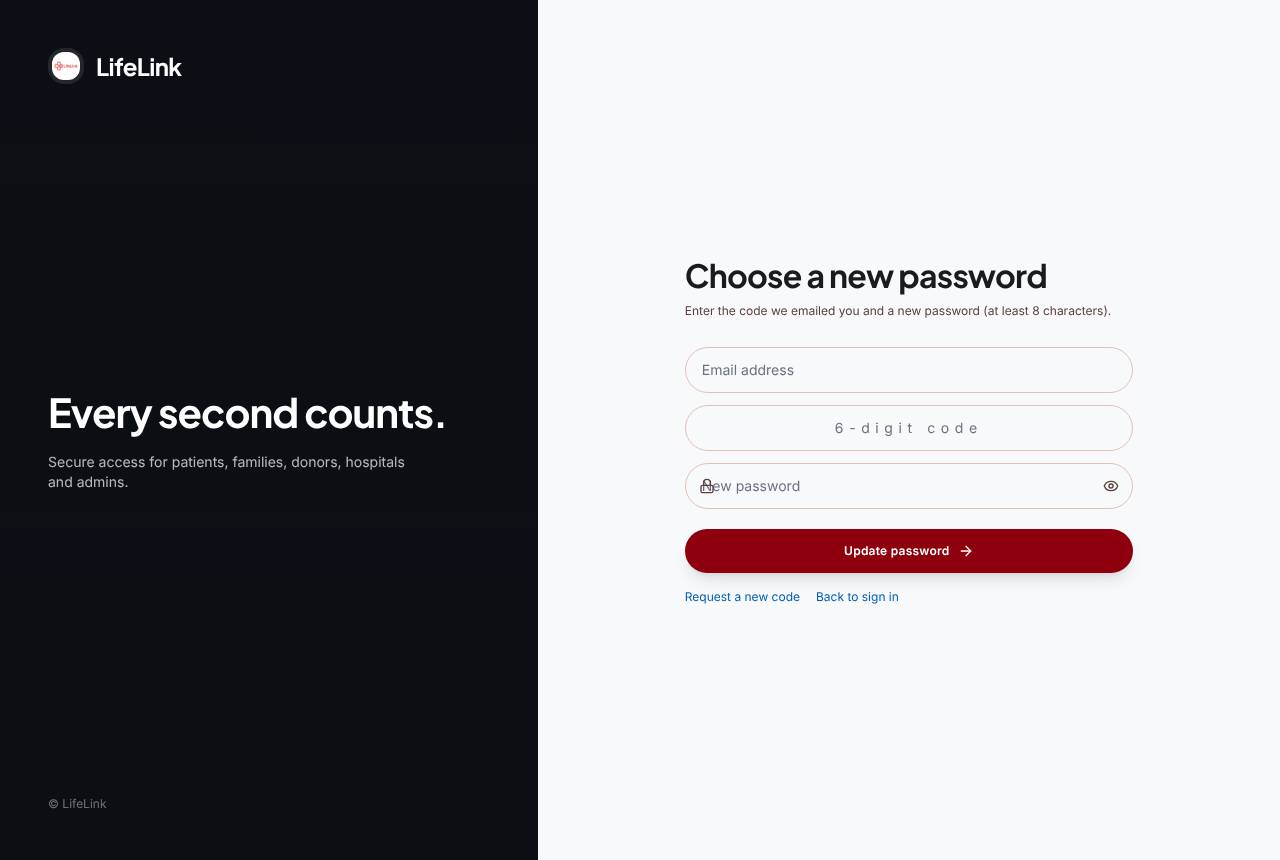 LifeLink
Every second counts.
Secure access for patients, families, donors, hospitals
and admins.
© LifeLink
Choose a new password
Enter the code we emailed you and a new password (at least 8 characters).
Email address
6-digit code
New password
Update password
Request a new code
Back to sign in